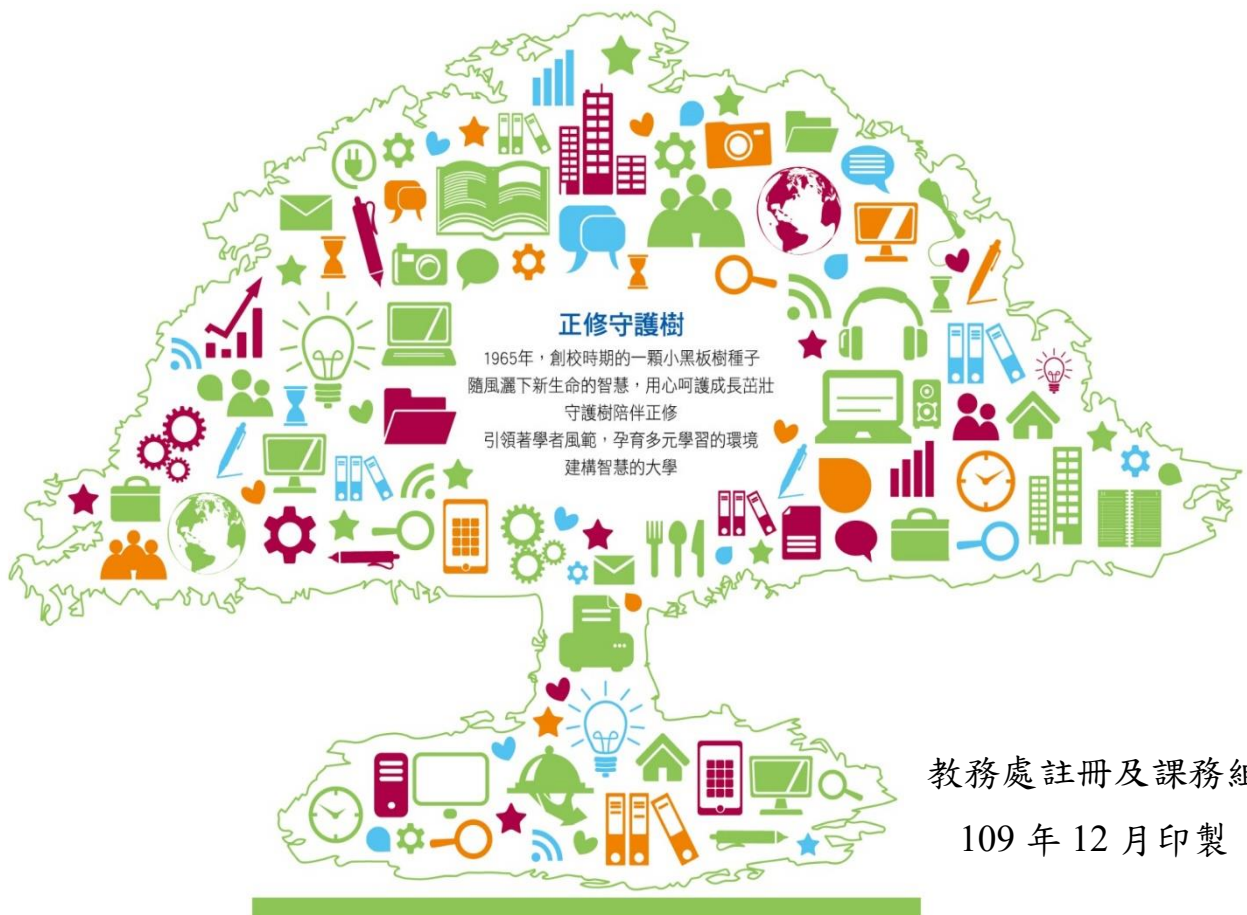 正修守護樹
1965年，創校時期的一顆小黑板樹種子
隨風灑下新生命的智慧，用心呵護成長茁壯
守護樹陪伴正修
引領著學者風範，孕育多元學習的環境
建構智慧的大學
教務處註冊及課務組
109 年 12 月印製